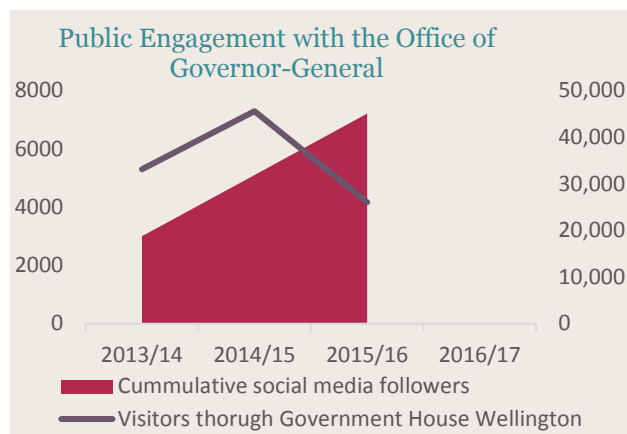 Public Engagement with the Office of
Governor-General
8000
50,000
40,000
6000
30,000
4000
20,000
2000
10,000
0
0
2013/14 2014/15 2015/16 2016/17
Cummulative social media followers
Visitors thorugh Government House Wellington